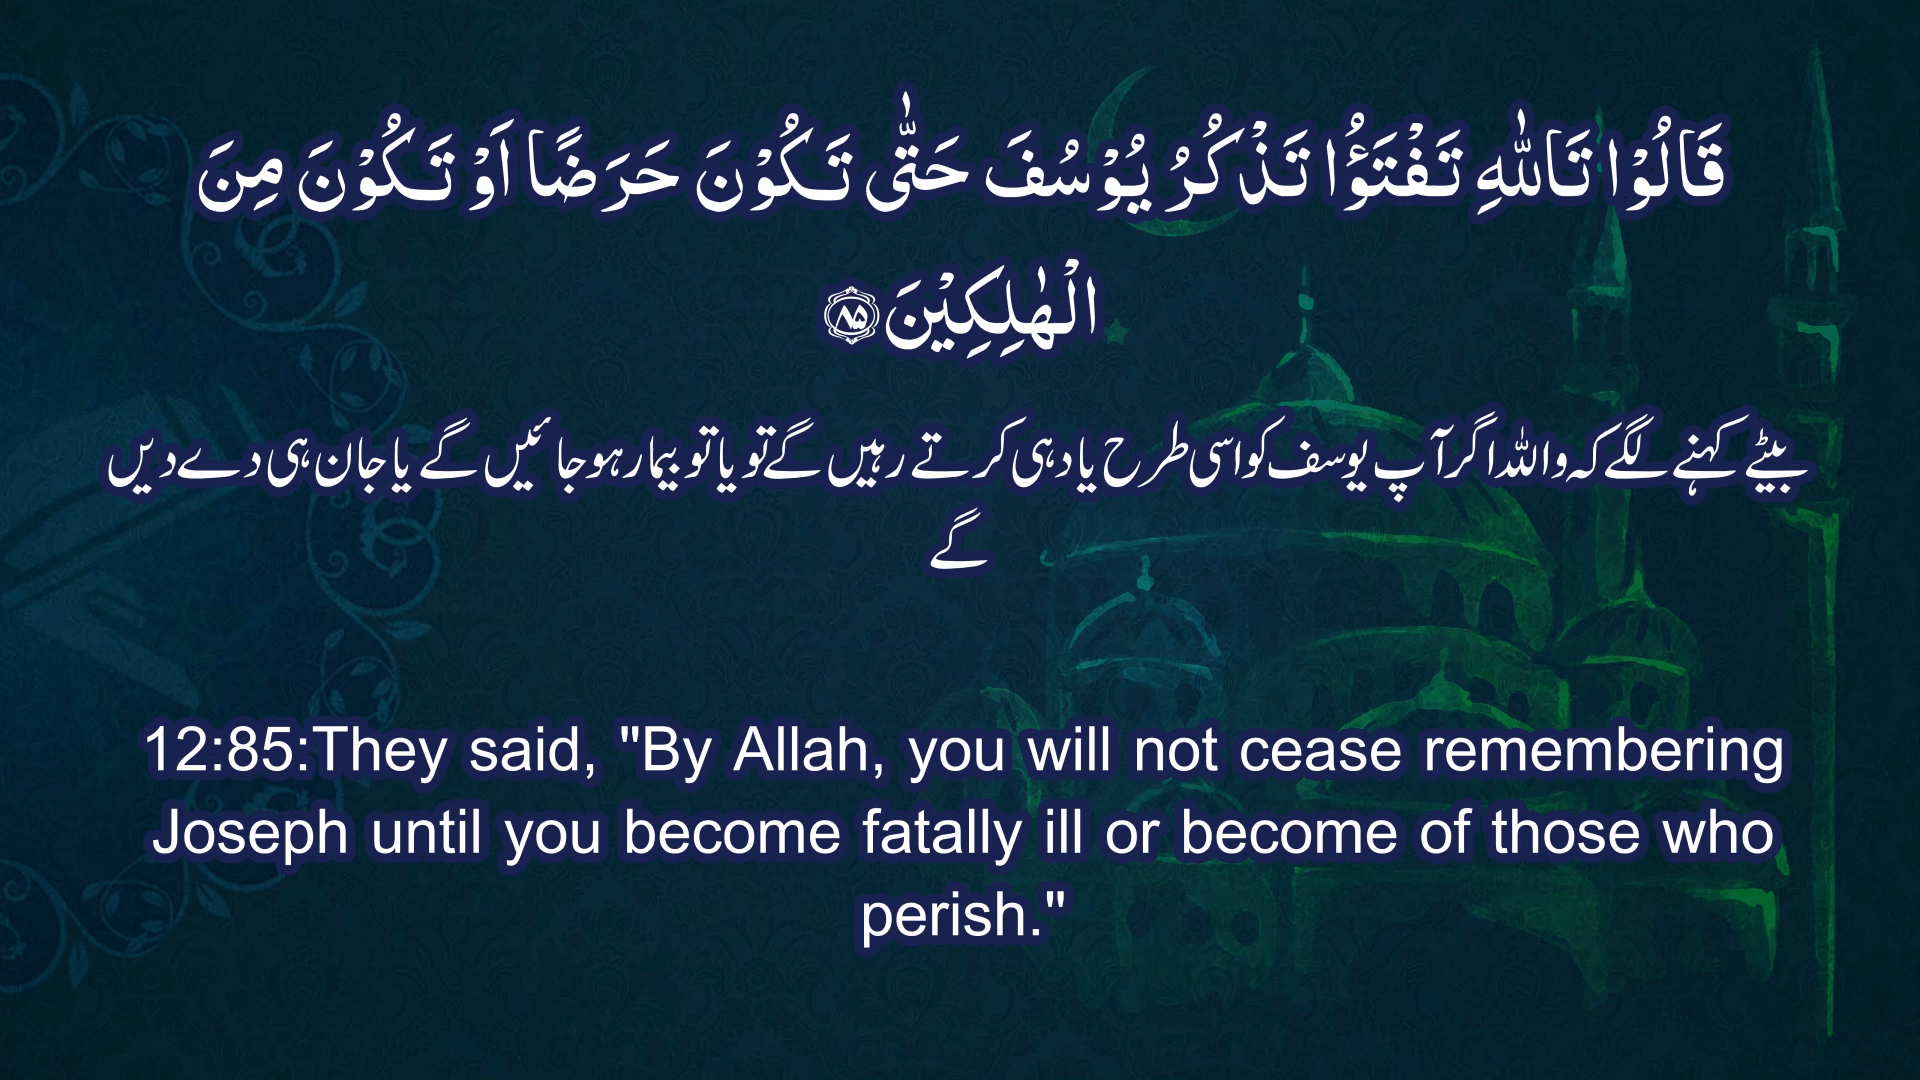 قَالُوْا تَاللّٰهِ تَفْتَؤُا تَذْكُرُ يُوْسُفَ حَتّٰى تَكُوْنَ حَرَضًا اَوْ تَكُوْنَ مِنَ
الْهٰلِكِيْنَ ۝۸۵
بیٹے کہنے لگے کہ والله اگر آپ یوسف کو اسی طرح یاد ہی کرتے رہیں گے تو یا تو بیمار ہو جائیں گے یا جان ہی دے دیں
گے
12:85:They said, "By Allah, you will not cease remembering
Joseph until you become fatally ill or become of those who
perish."